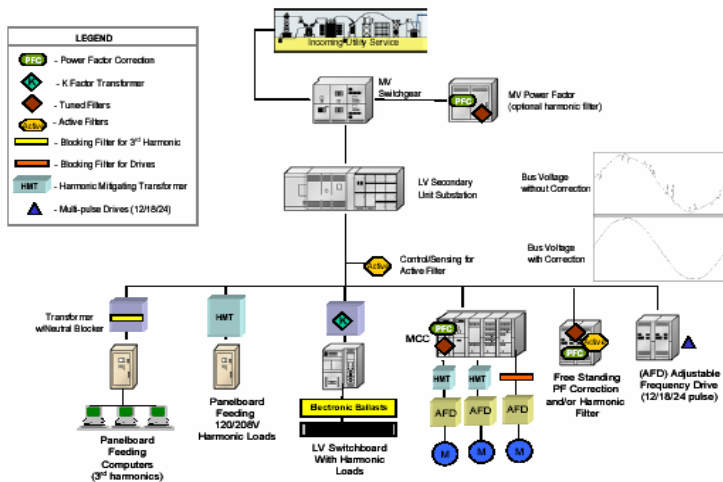 Incoming Utility Service
LEGEND
PFC - Power Factor Correction
K - K Factor Transformer
- Tuned Filters
Active - Active Filters
- Blocking Filter for 3rd Harmonic
- Blocking Filter for Drives
HMT - Harmonic Mitigating Transformer
- Multi-pulse Drives (12/18/24)
MV
Switchgear
PFC
MV Power Factor
(optional harmonic filter)
LV Secondary
Unit Substation
Bus Voltage
without Correction
Bus Voltage
with Correction
Active
Control/Sensing for
Active Filter
Transformer
w/Neutral Blocker
Panelboard
Feeding
Computers
(3rd harmonics)
HMT
Panelboard
Feeding
120/208V
Harmonic Loads
K
Electronic Ballasts
LV Switchboard
With Harmonic
Loads
MCC
PFC
HMT HMT
AFD AFD AFD
M M M
Active
PFC
Free Standing
PF Correction
and/or Harmonic
Filter
(AFD) Adjustable
Frequency Drive
(12/18/24 pulse)